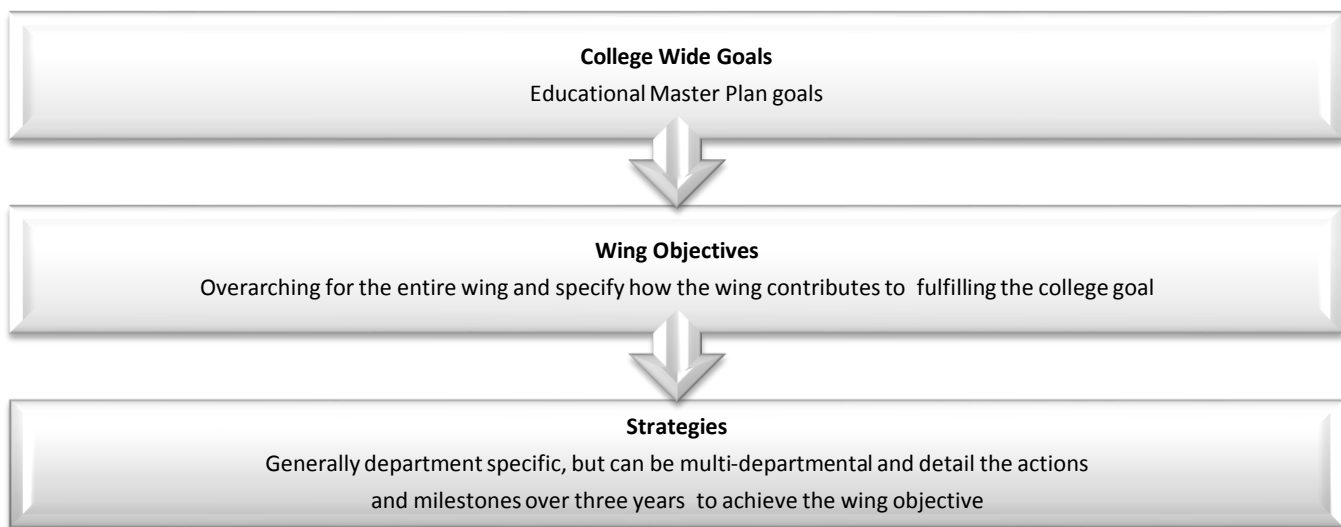 College Wide Goals
Educational Master Plan goals
Wing Objectives
Overarching for the entire wing and specify how the wing contributes to fulfilling the college goal
Strategies
Generally department specific, but can be multi-departmental and detail the actions
and milestones over three years to achieve the wing objective